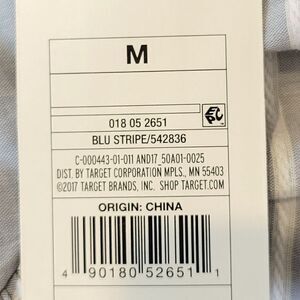 M
018 05 2651
EPC
BLU STRIPE/542836
C-000443-01-011 AND17_50A01-0025
DIST. BY TARGET CORPORATION MPLS., MN 55403
©2017 TARGET BRANDS, INC. SHOP TARGET.COM
ORIGIN: CHINA
4 90180 52651 1